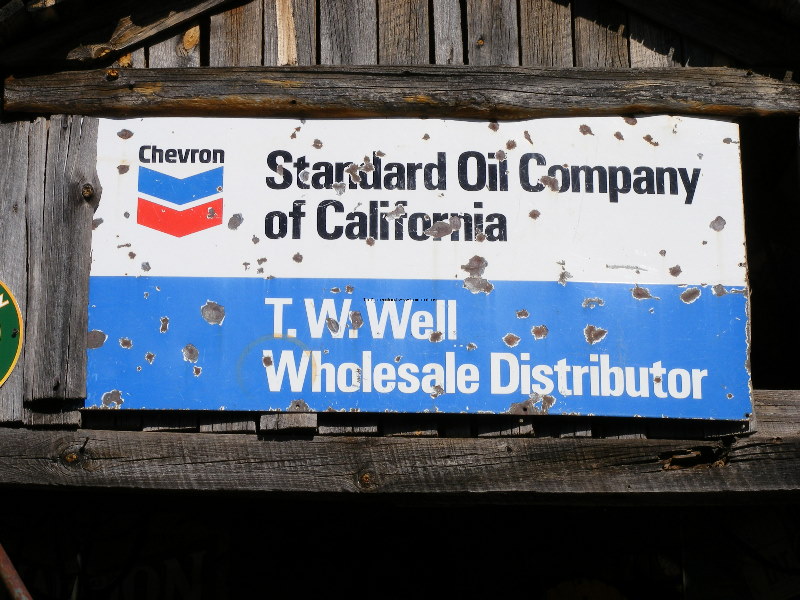 Chevron
Standard Oil Company
of California
T. W. Well
Wholesale Distributor